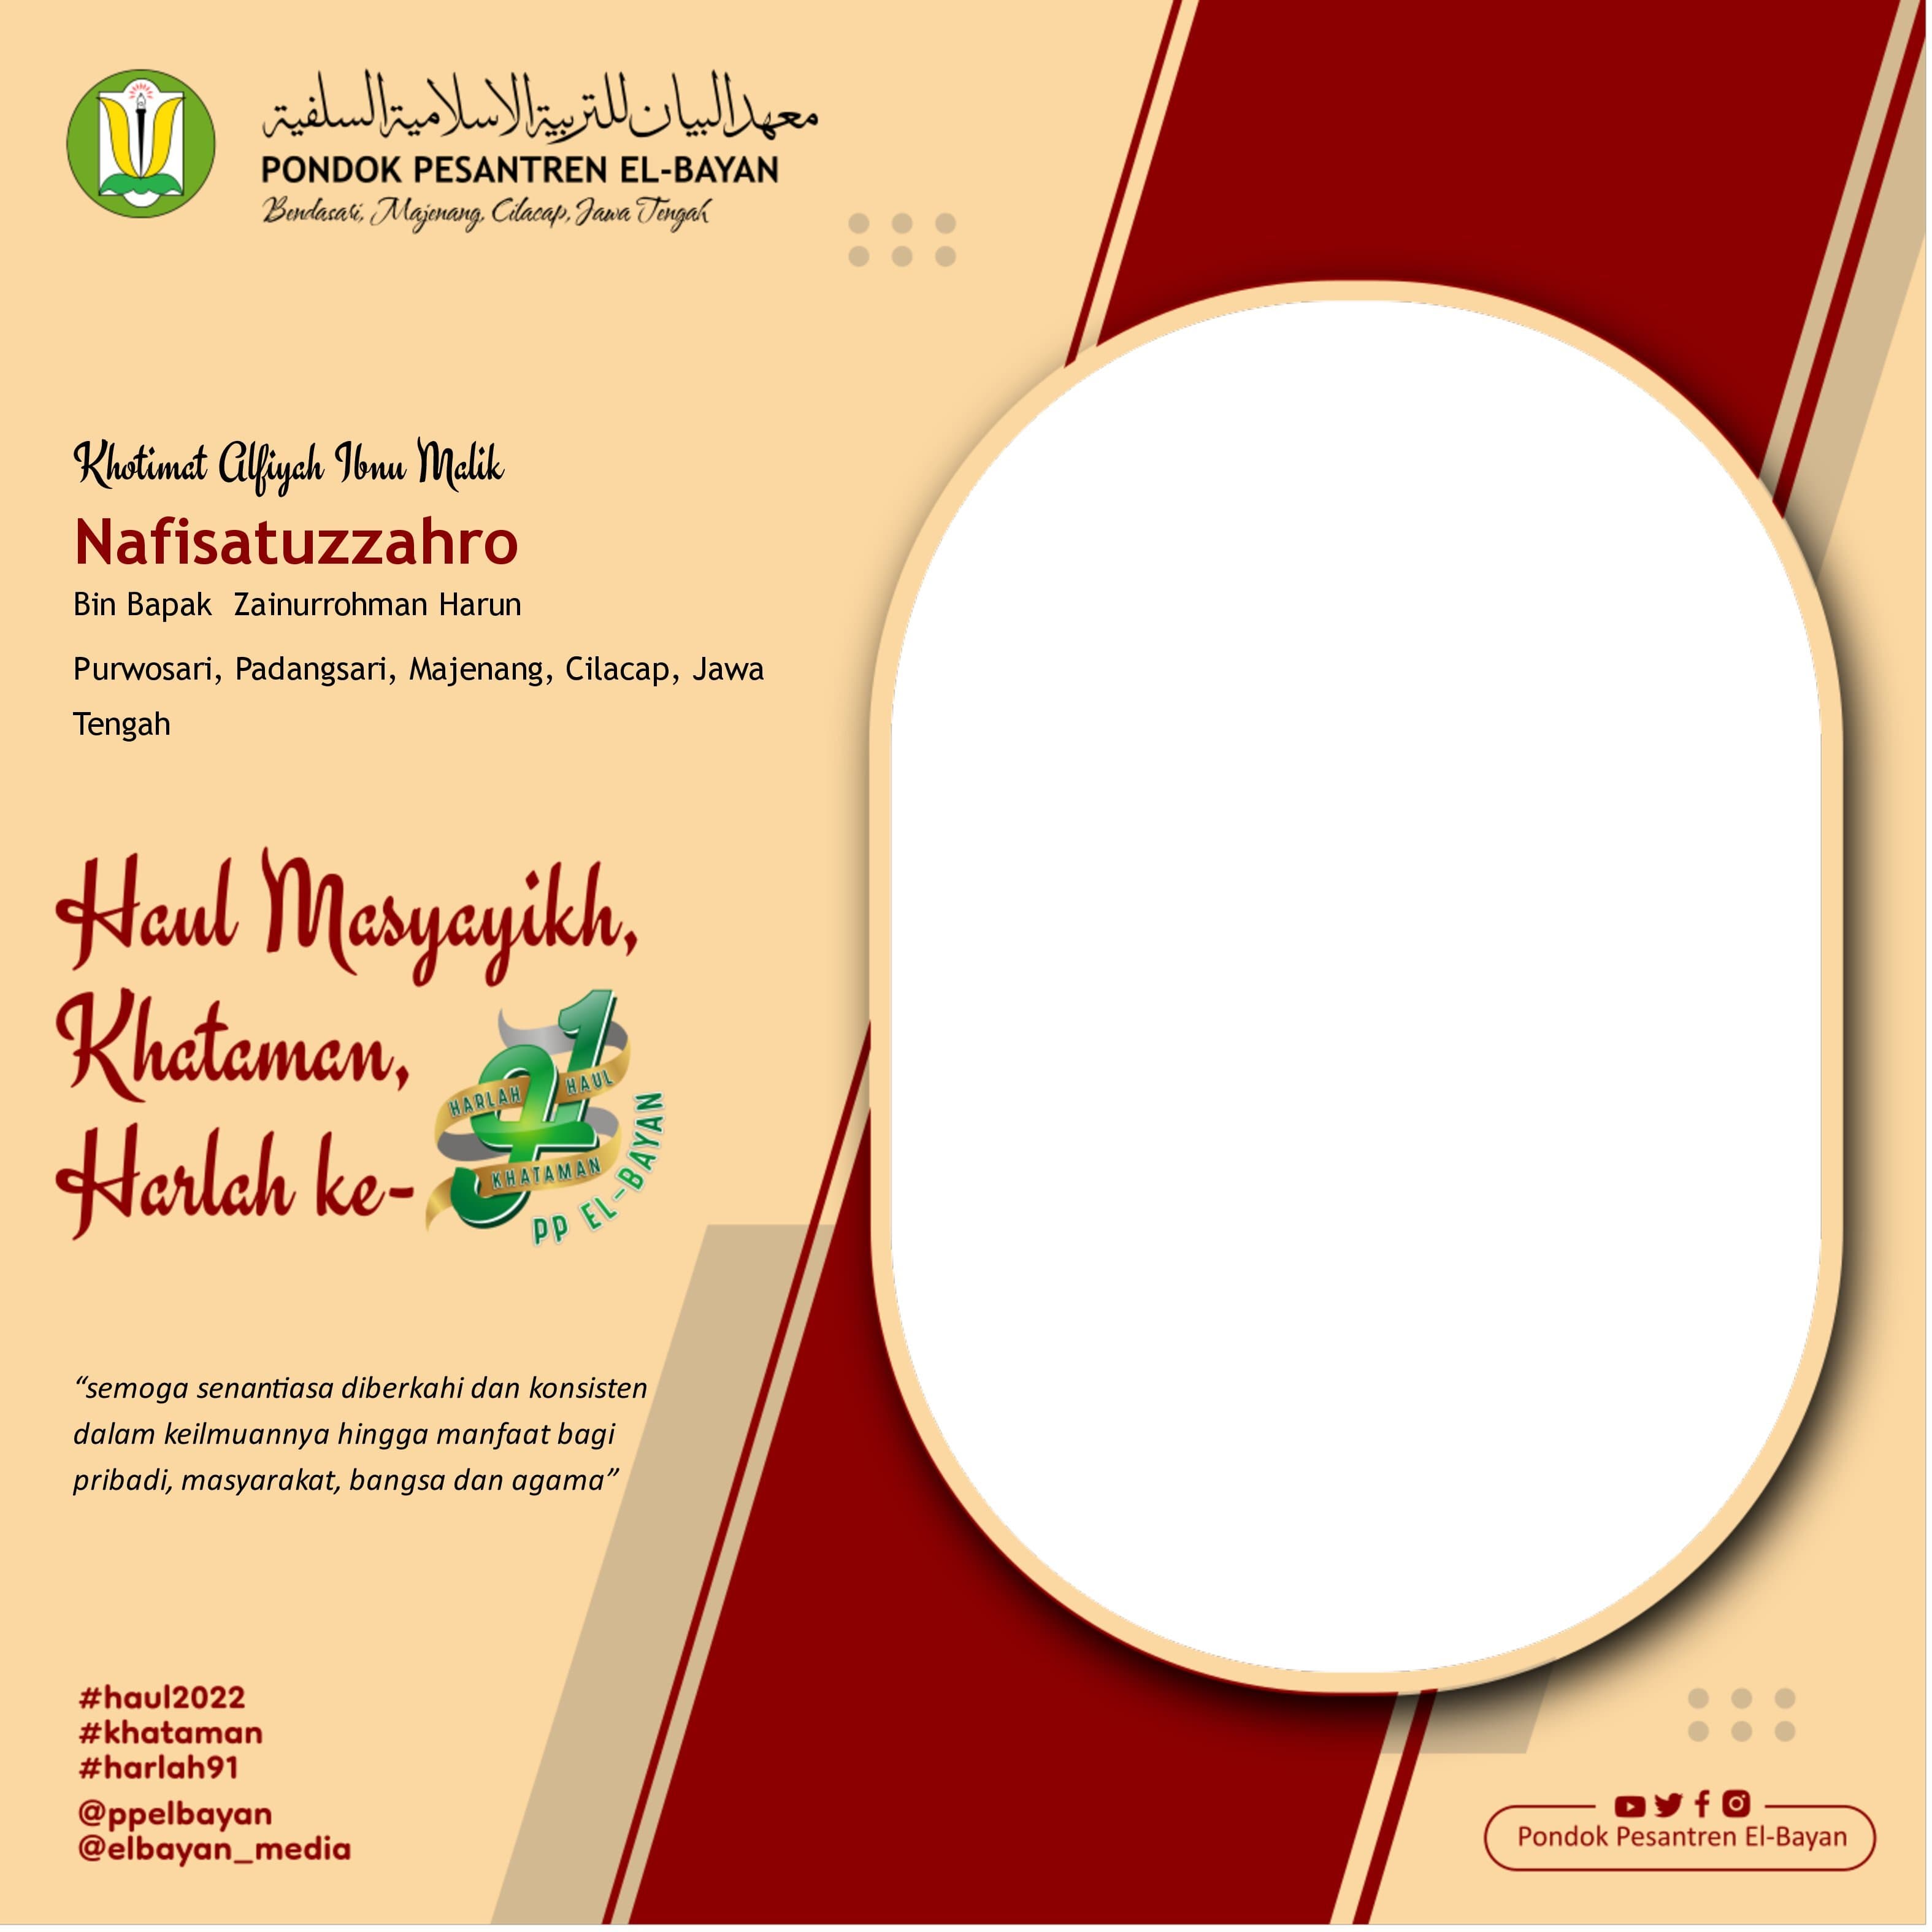 معهد البيان للتربية الاسلامية السلفية
PONDOK PESANTREN EL-BAYAN
Bendasari, Majenang, Cilacap, Jawa Tengah
Khotimat Alfiyah Ibnu Malik
Nafisatuzzahro
Bin Bapak  Zainurrohman Harun
Purwosari, Padangsari, Majenang, Cilacap, Jawa
Tengah
Haul Masyayikh,
Khataman,
Harlah ke-
91
HARLAH HAUL
KHATAMAN
PP EL-BAYAN
“semoga senantiasa diberkahi dan konsisten
dalam keilmuannya hingga manfaat bagi
pribadi, masyarakat, bangsa dan agama”
#haul2022
#khataman
#harlah91
@ppelbayan
@elbayan_media
Pondok Pesantren El-Bayan